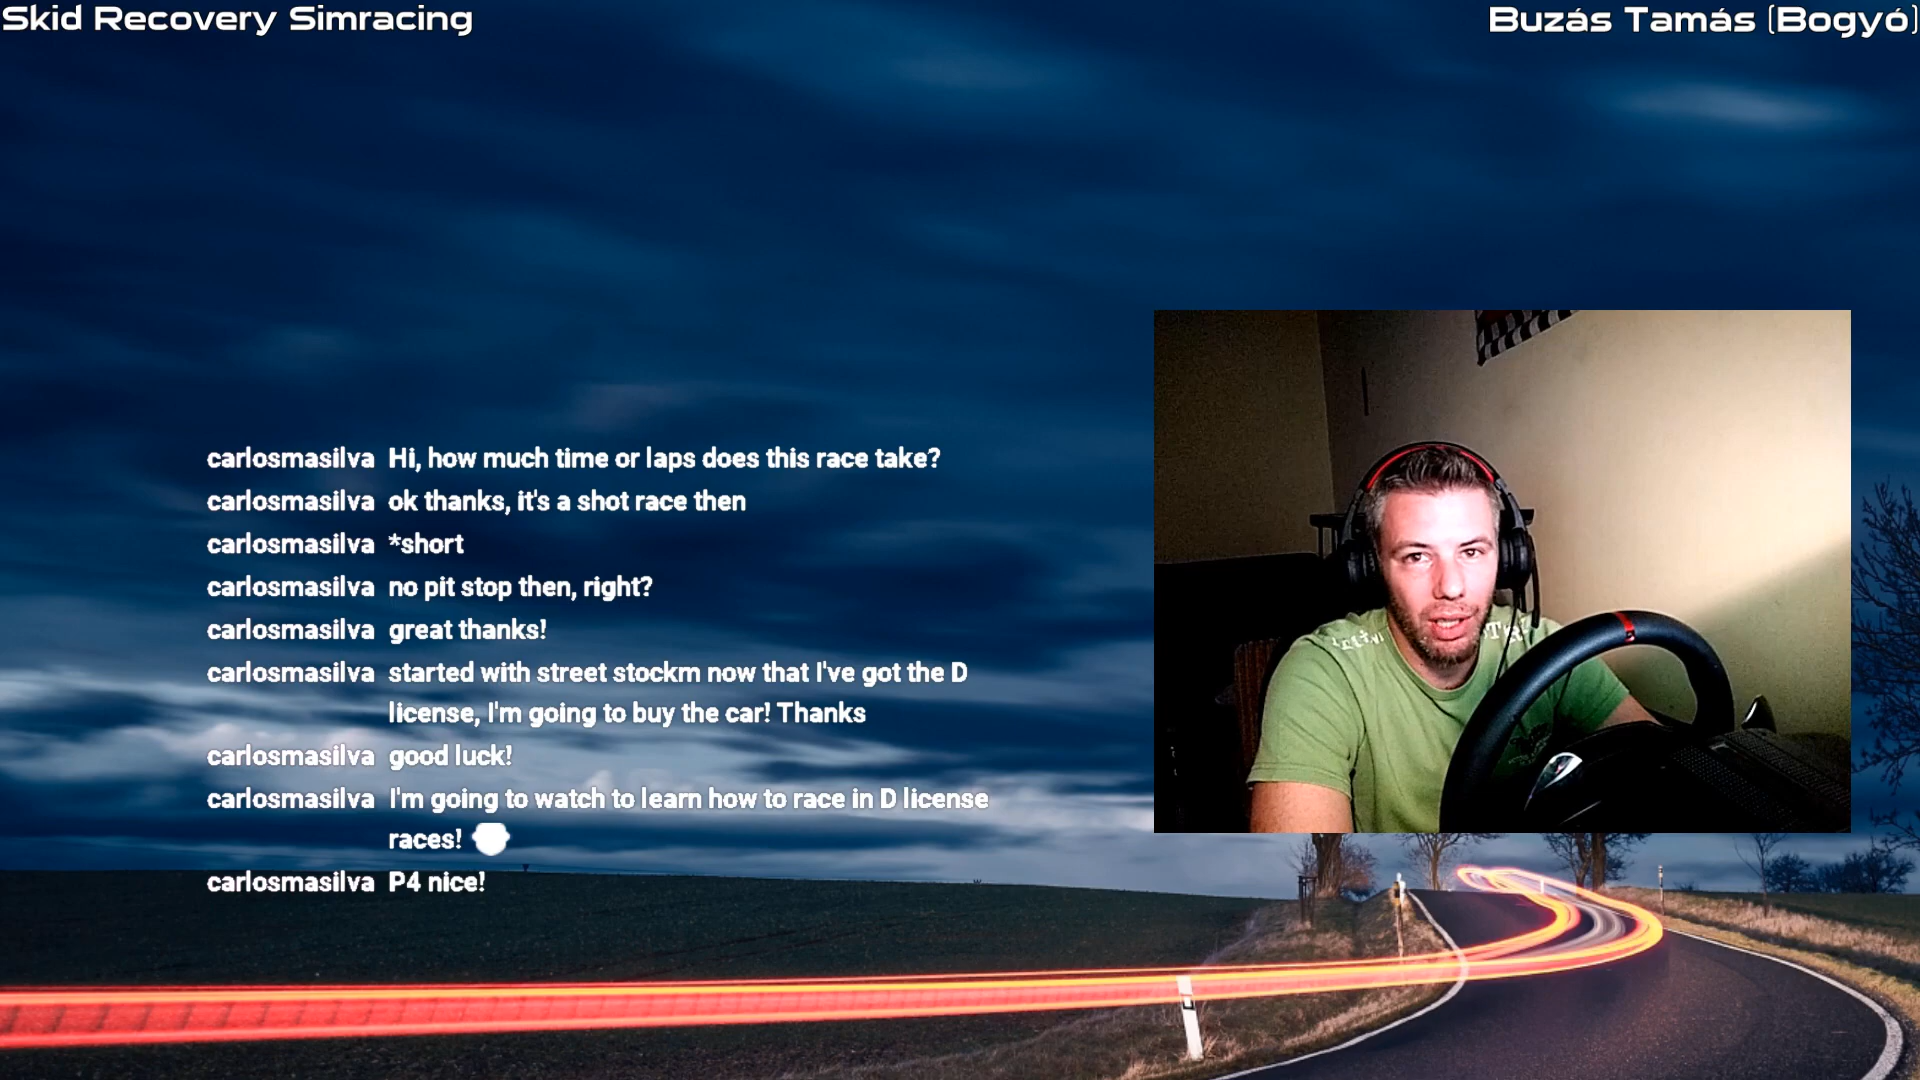 Skid Recovery Simracing
Buzás Tamás (Bogyó)
carlosmasilva Hi, how much time or laps does this race take?
carlosmasilva ok thanks, it's a shot race then
carlosmasilva *short
carlosmasilva no pit stop then, right?
carlosmasilva great thanks!
carlosmasilva started with street stockm now that I've got the D
license, I'm going to buy the car! Thanks
carlosmasilva good luck!
carlosmasilva I'm going to watch to learn how to race in D license
races!
carlosmasilva P4 nice!